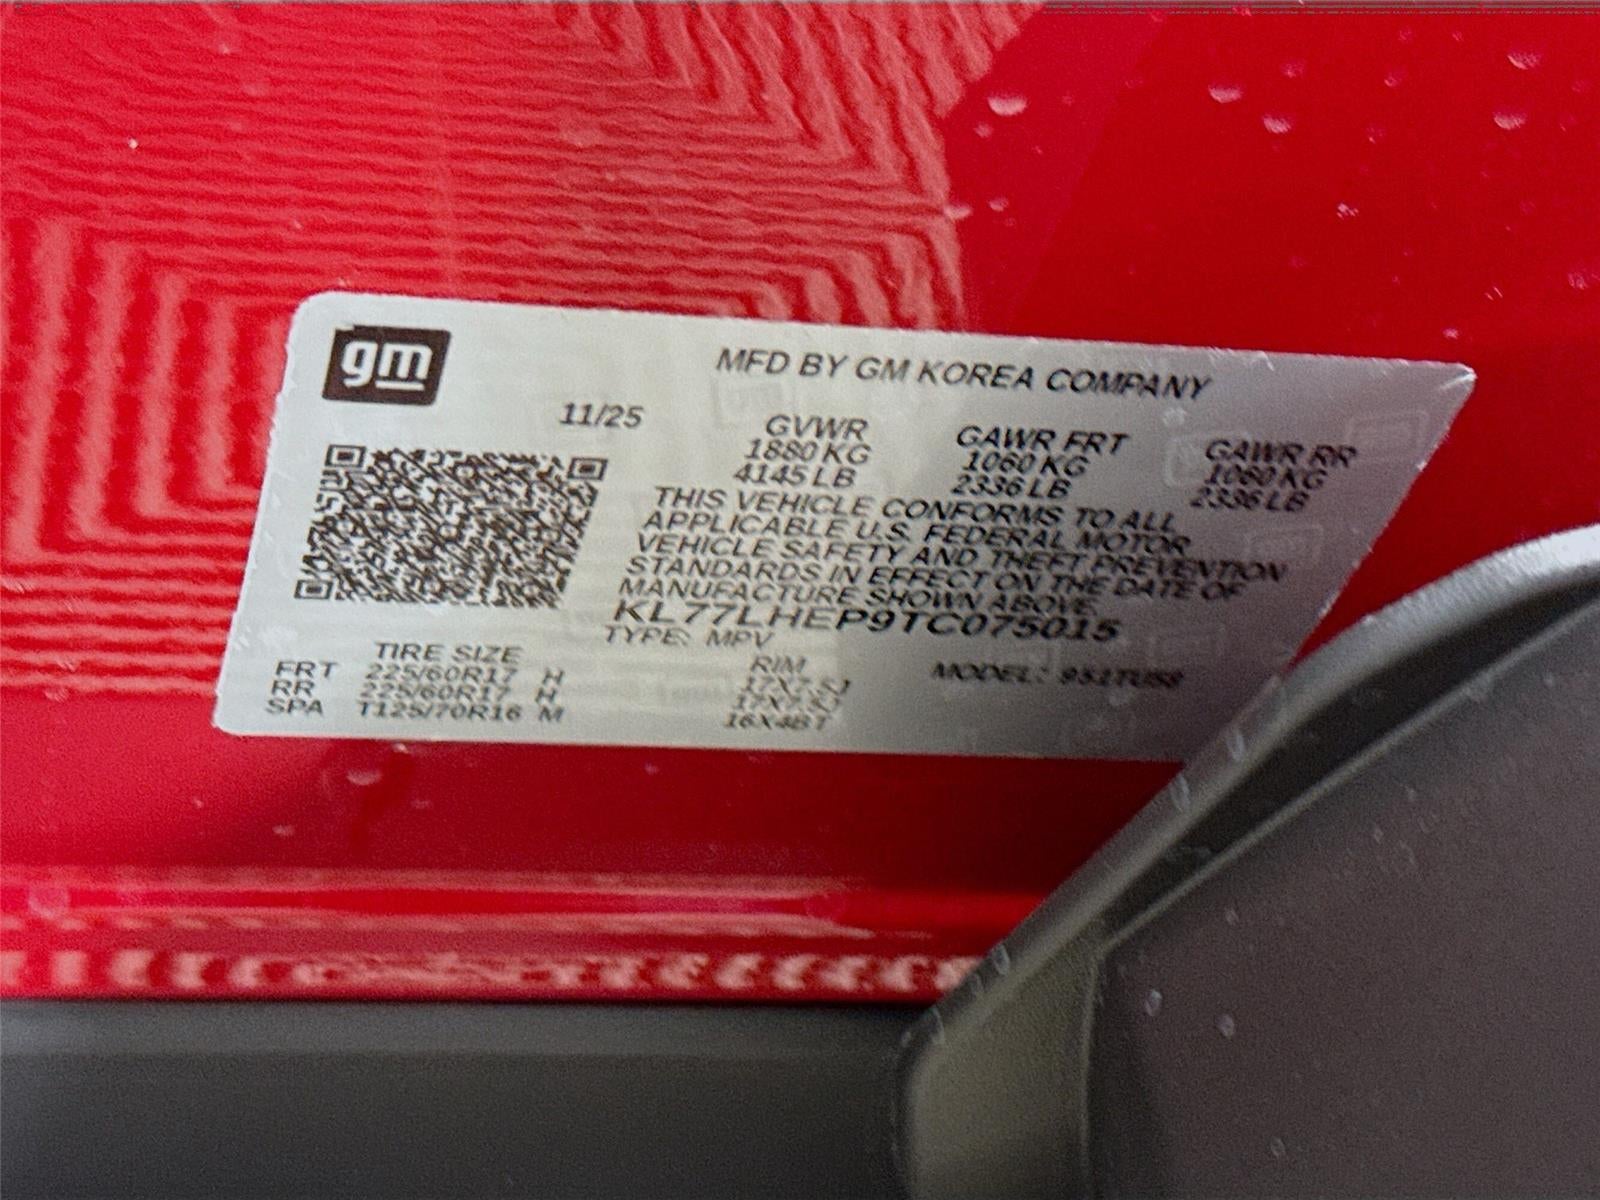 gm
MFD BY GM KOREA COMPANY
11/25
GVWR GAWR FRT GAWR RR
1880 KG 1060 KG 1060 KG
4145 LB 2336 LB 2336 LB
THIS VEHICLE CONFORMS TO ALL
APPLICABLE U.S. FEDERAL MOTOR
VEHICLE SAFETY AND THEFT PREVENTION
STANDARDS IN EFFECT ON THE DATE OF
MANUFACTURE SHOWN ABOVE.
KL77LHEP9TC075015
TYPE: MPV
MODEL:
TIRE SIZE RIM
FRT 225/60R17 H
RR 225/60R17 H
SPA T125/70R16 M 16X4BT